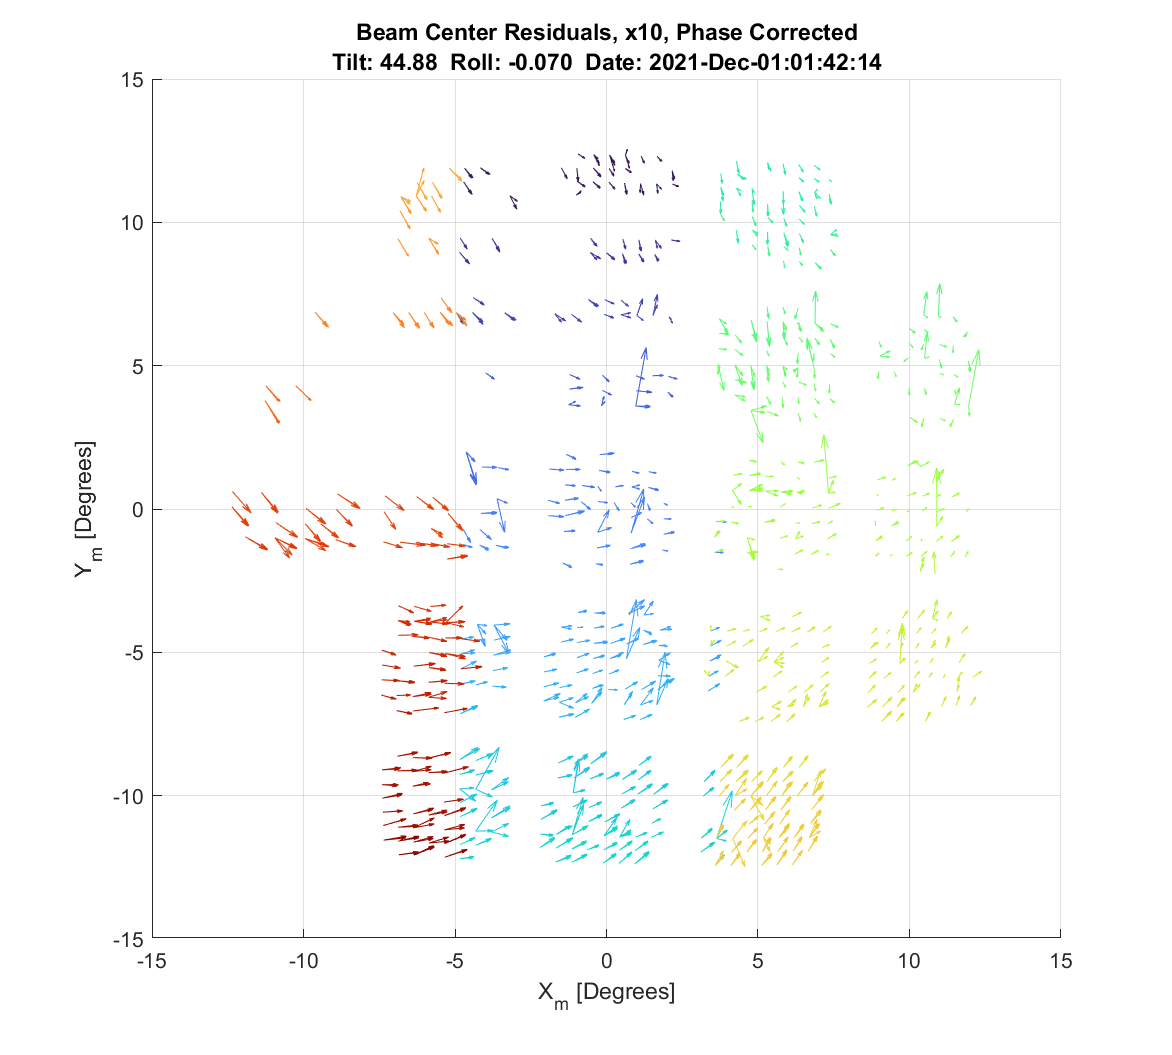 Beam Center Residuals, x10, Phase Corrected
Tilt: 44.88 Roll: -0.070 Date: 2021-Dec-01:01:42:14
15
10
5
0
-5
-10
-15
Y_m [Degrees]
-15 -10 -5 0 5 10 15
X_m [Degrees]